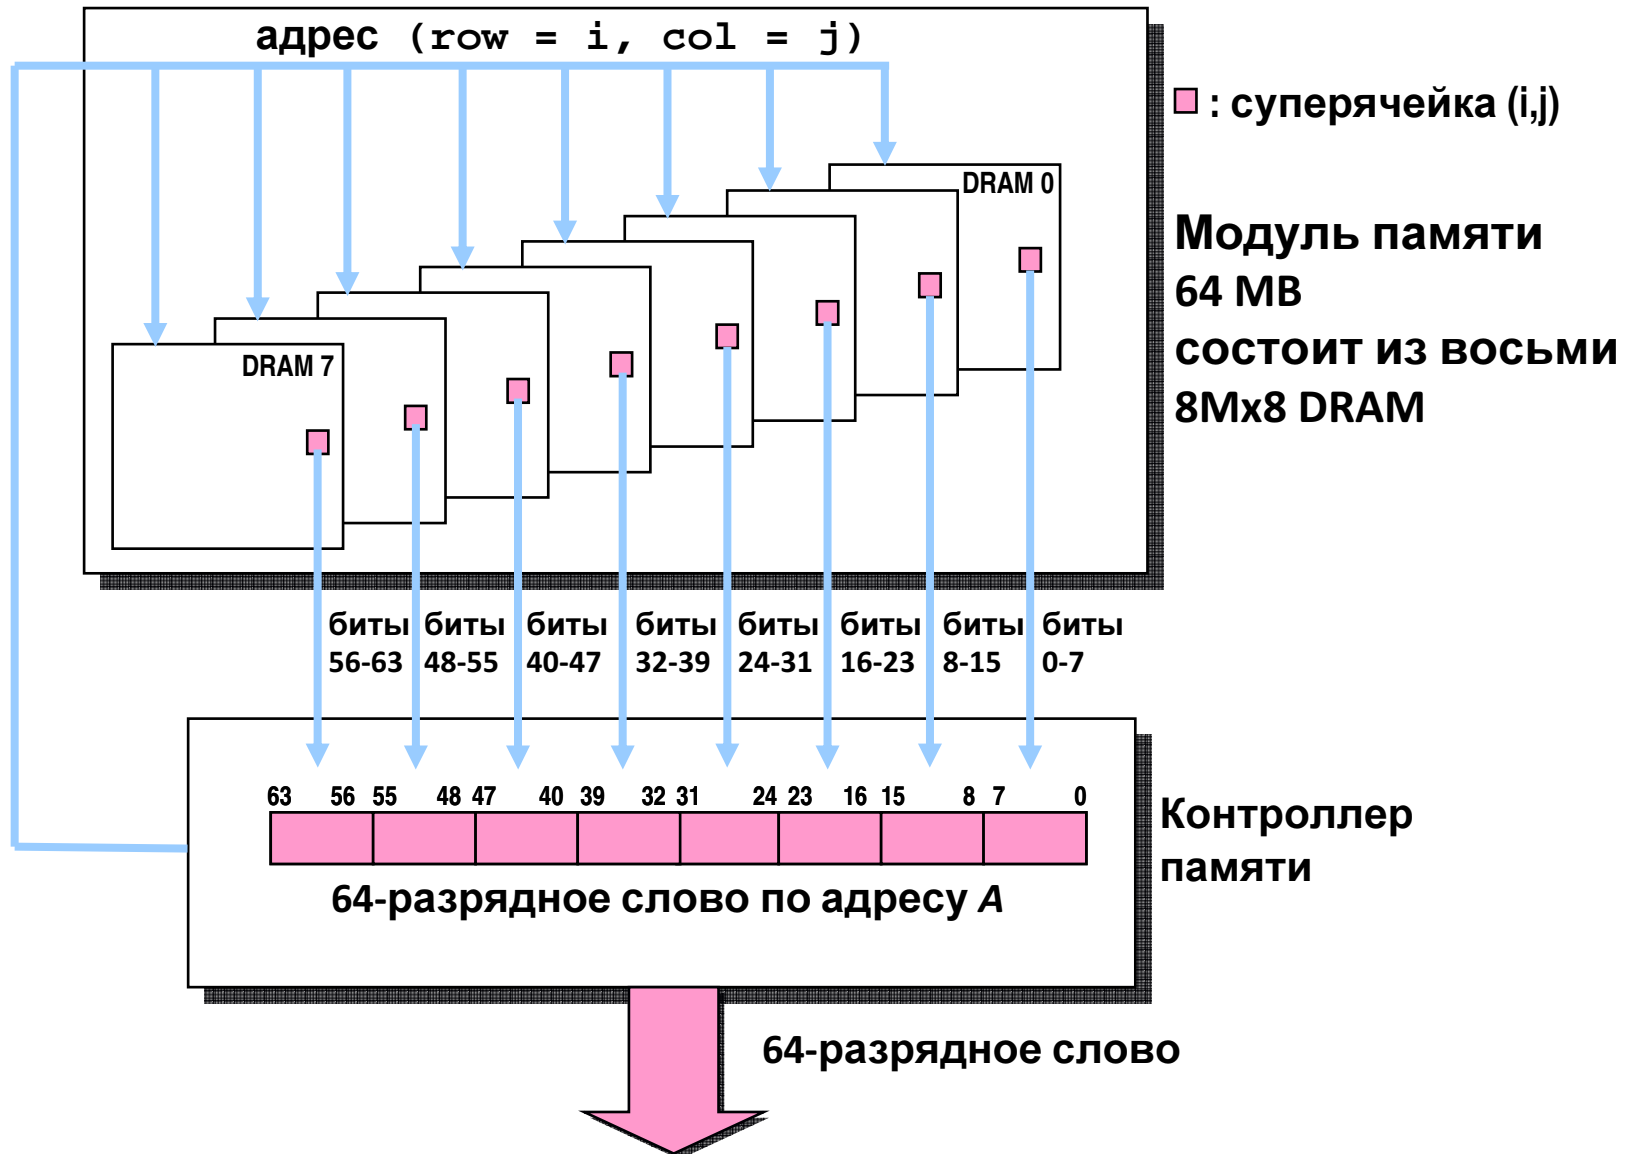 адрес (row = i, col = j)
: суперячейка (i,j)
DRAM 0
Модуль памяти
64 MB
состоит из восьми
8Mx8 DRAM
DRAM 7
биты биты биты биты биты биты биты биты
56-63 48-55 40-47 32-39 24-31 16-23 8-15 0-7
63 56 55 48 47 40 39 32 31 24 23 16 15 8 7 0
Контроллер
памяти
64-разрядное слово по адресу A
64-разрядное слово